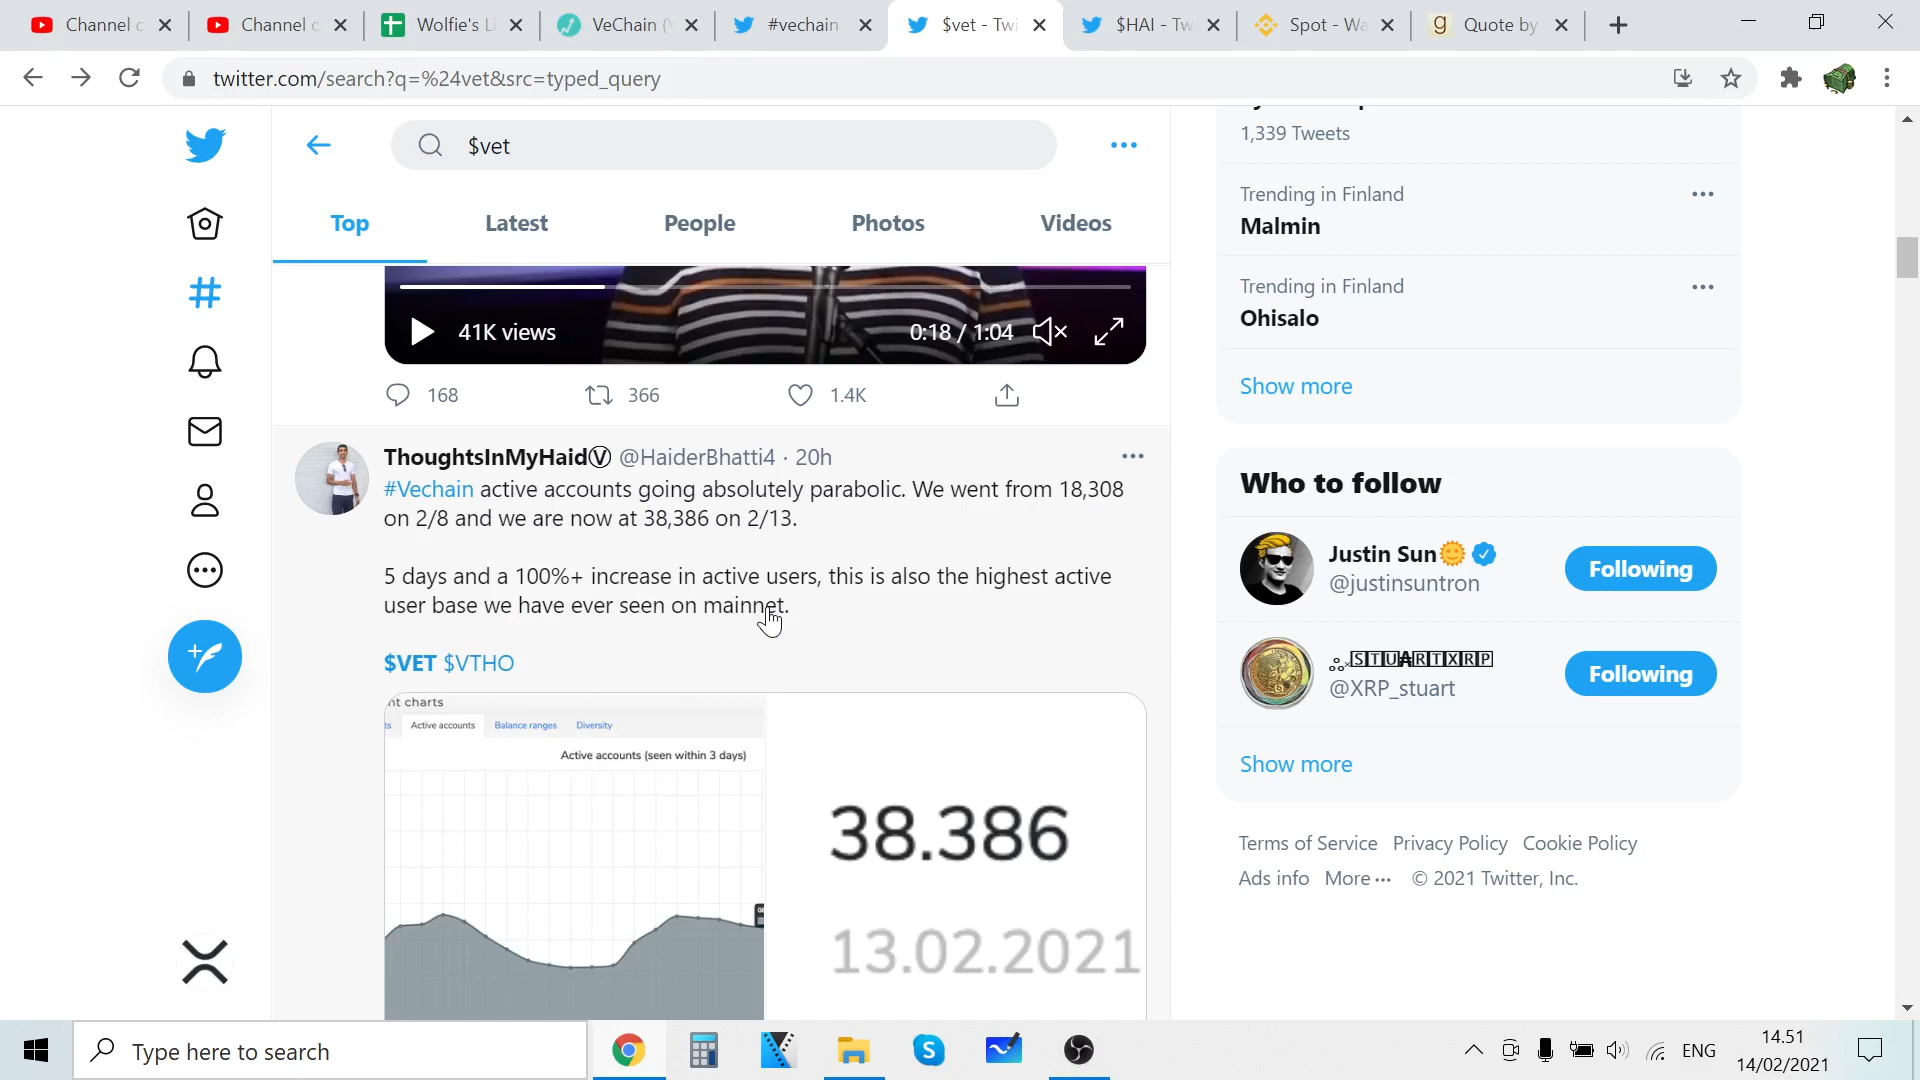 Channel c
Channel c
Wolfie's Li
VeChain (V
#vechain
$vet - Twi
$HAI - Tw
Spot - Wa
Quote by
twitter.com/search?q=%24vet&src=typed_query
$vet
Top
Latest
People
Photos
Videos
41K views
0:18 / 1:04
168
366
1.4K
ThoughtsInMyHaidⓋ @HaiderBhatti4 · 20h
#Vechain active accounts going absolutely parabolic. We went from 18,308
on 2/8 and we are now at 38,386 on 2/13.
5 days and a 100%+ increase in active users, this is also the highest active
user base we have ever seen on mainnet.
$VET $VTHO
nt charts
ts
Active accounts
Balance ranges
Diversity
Active accounts (seen within 3 days)
38.386
13.02.2021
1,339 Tweets
Trending in Finland
Malmin
Trending in Finland
Ohisalo
Show more
Who to follow
Justin Sun🌞
@justinsuntron
Following
@XRP_stuart
Following
Show more
Terms of Service Privacy Policy Cookie Policy
Ads info More ··· © 2021 Twitter, Inc.
Type here to search
ENG
14.51
14/02/2021